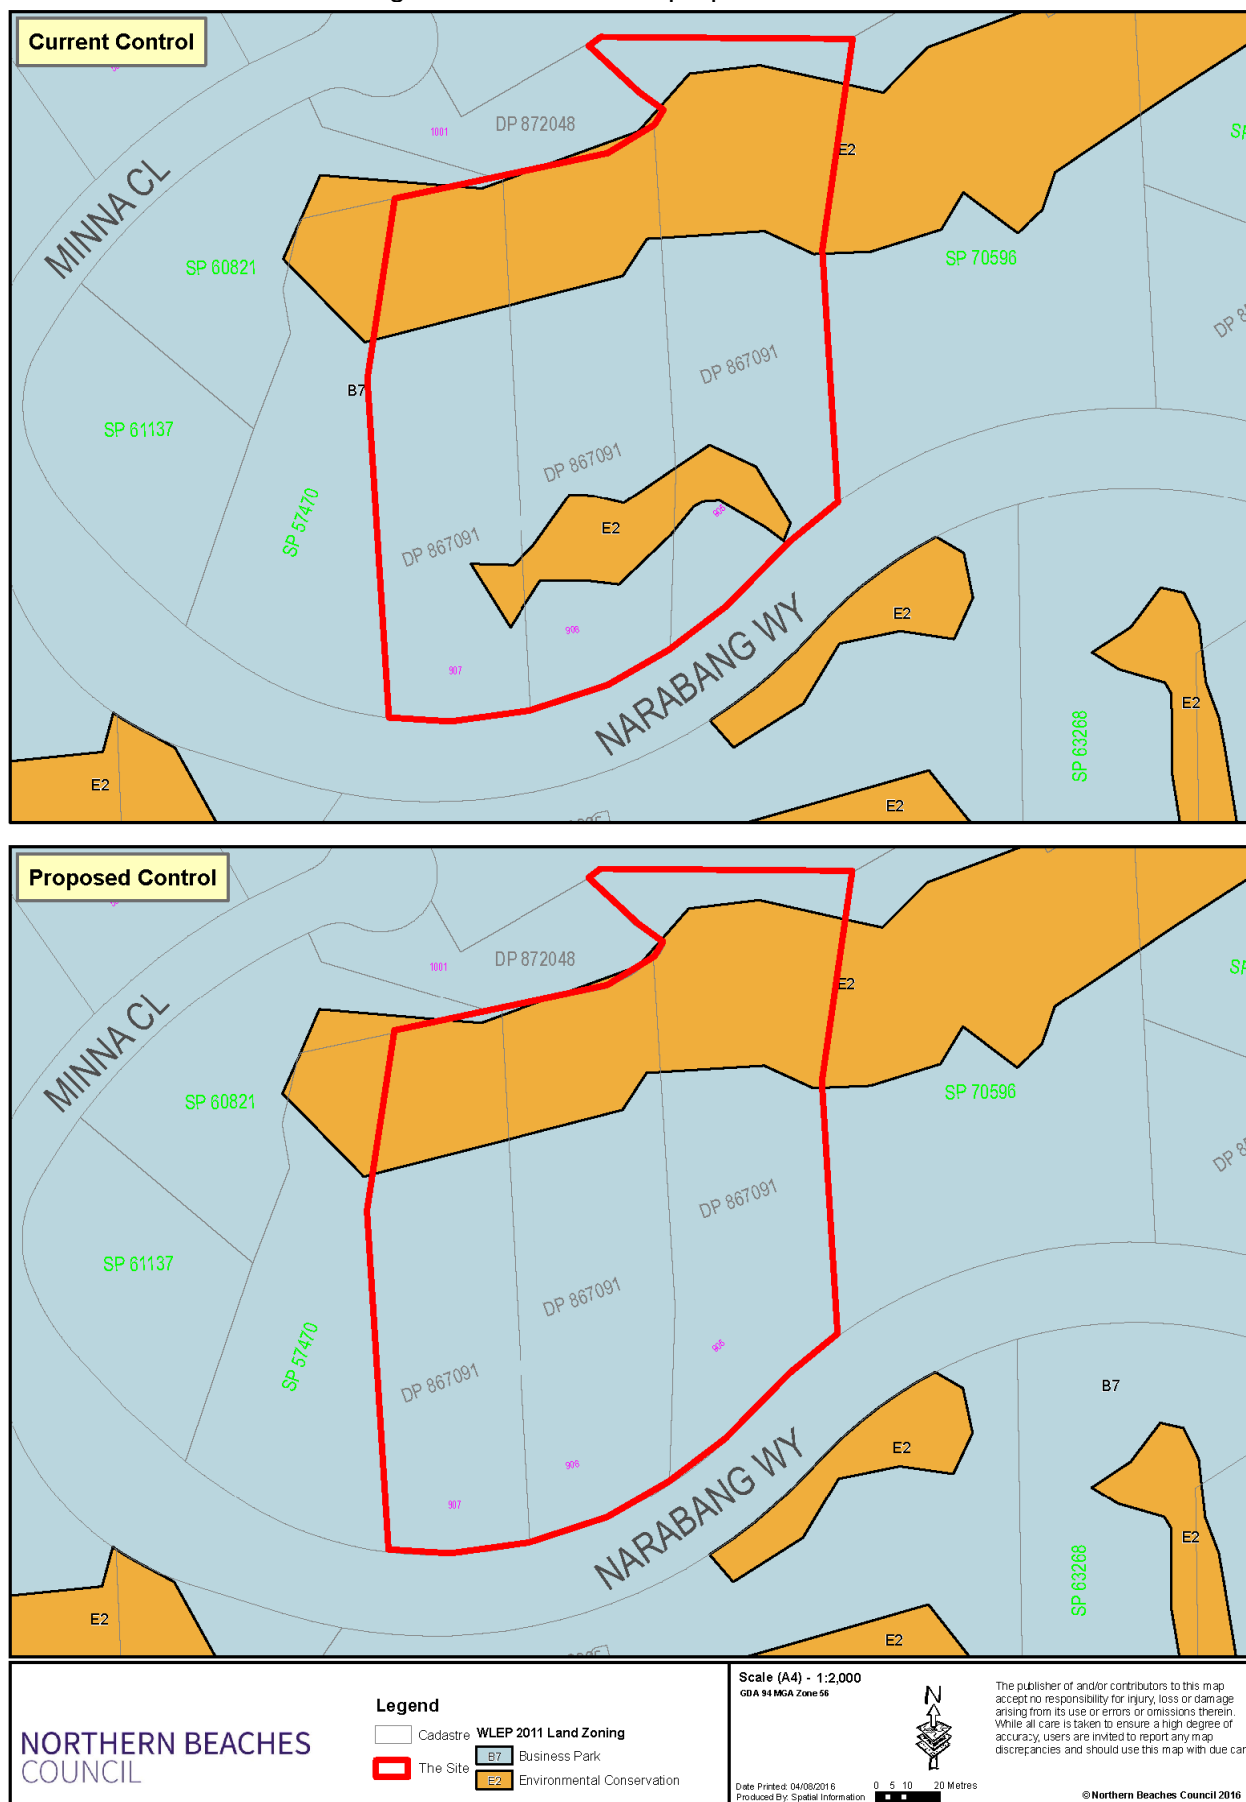 Current Control
1001
DP 872048
E2
MINNA CL
SP 60821
SP 70596
DP 867091
B7
SP 61137
DP 867091
SP 57470
DP 867091
E2
906
E2
908
NARABANG WY
907
E2
SP 63268
E2
E2
Proposed Control
1001
DP 872048
E2
MINNA CL
SP 60821
SP 70596
DP 867091
SP 61137
DP 867091
SP 57470
DP 867091
906
B7
E2
908
NARABANG WY
907
E2
SP 63268
E2
E2
NORTHERN BEACHES
COUNCIL
Legend
Cadastre
The Site
WLEP 2011 Land Zoning
B7 Business Park
E2 Environmental Conservation
Scale (A4) - 1:2,000
GDA 94 MGA Zone 56
N
Date Printed: 04/08/2016
Produced By: Spatial Information
0 5 10 20 Metres
The publisher of and/or contributors to this map
accept no responsibility for injury, loss or damage
arising from its use or errors or omissions therein.
While all care is taken to ensure a high degree of
accuracy, users are invited to report any map
discrepancies and should use this map with due car
© Northern Beaches Council 2016